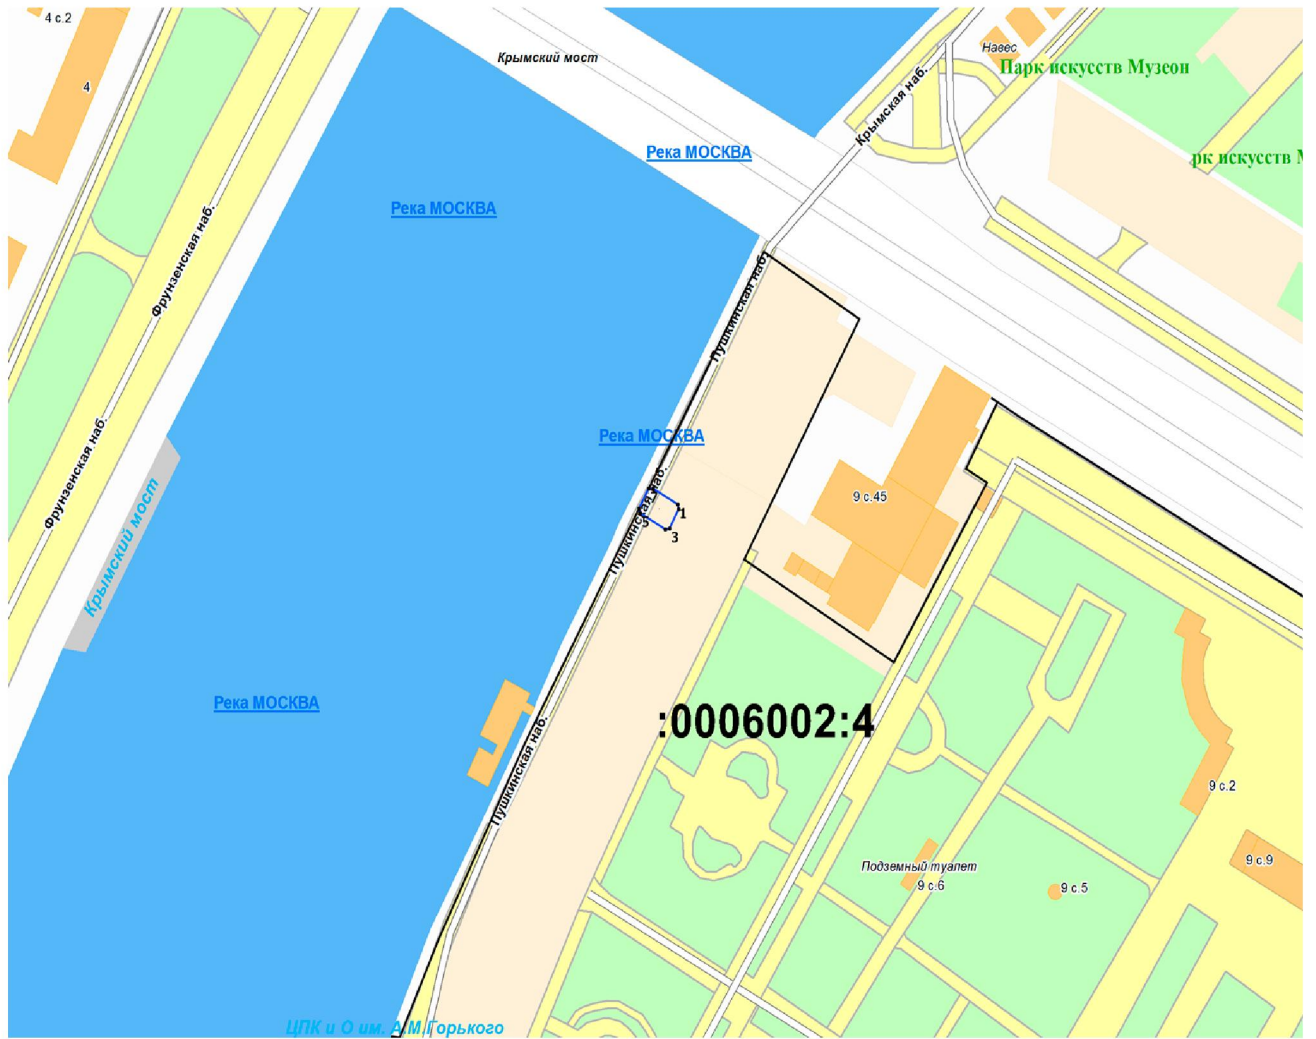 4 с.2
4
Крымский мост
Навес
Парк искусств Музеон
Крымская наб.
Река МОСКВА
рк искусств М
Река МОСКВА
Фрунзенская наб.
Пушкинская наб.
Река МОСКВА
Фрунзенская наб.
9 с.45
Пушкинская наб.
1
5
3
Крымский мост
Река МОСКВА
:0006002:4
Пушкинская наб.
9 с.2
9 с.9
Подземный туалет
9 с.6
9 с.5
ЦПК и О им. А.М.Горького